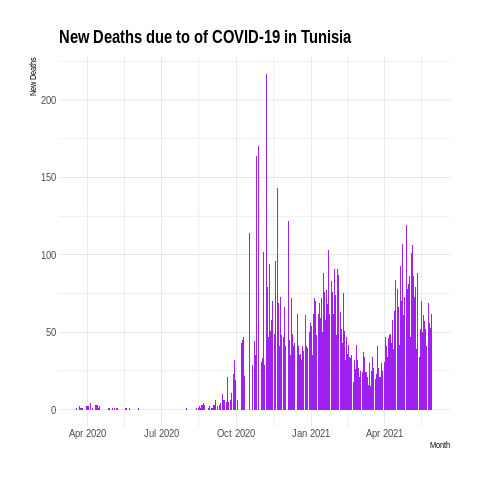 New Deaths due to of COVID-19 in Tunisia
New Deaths
200
150
100
50
0
Apr 2020 Jul 2020 Oct 2020 Jan 2021 Apr 2021
Month